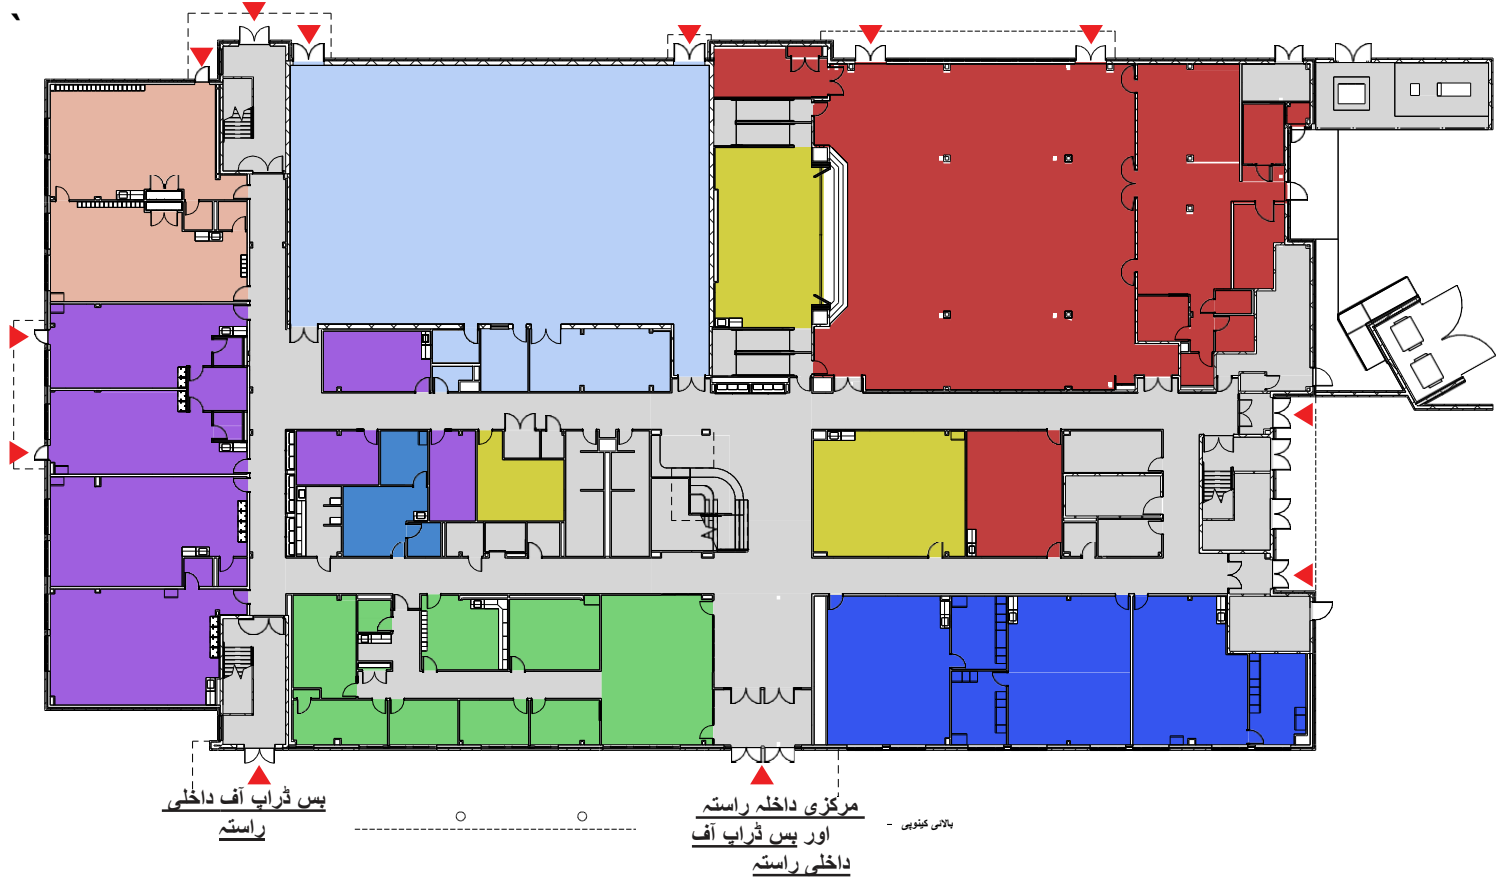 بس ڈراپ آف داخلی
راستہ
مرکزی داخلہ راستہ
اور بس ڈراپ آف
داخلی راستہ
بالائی کینوپی -